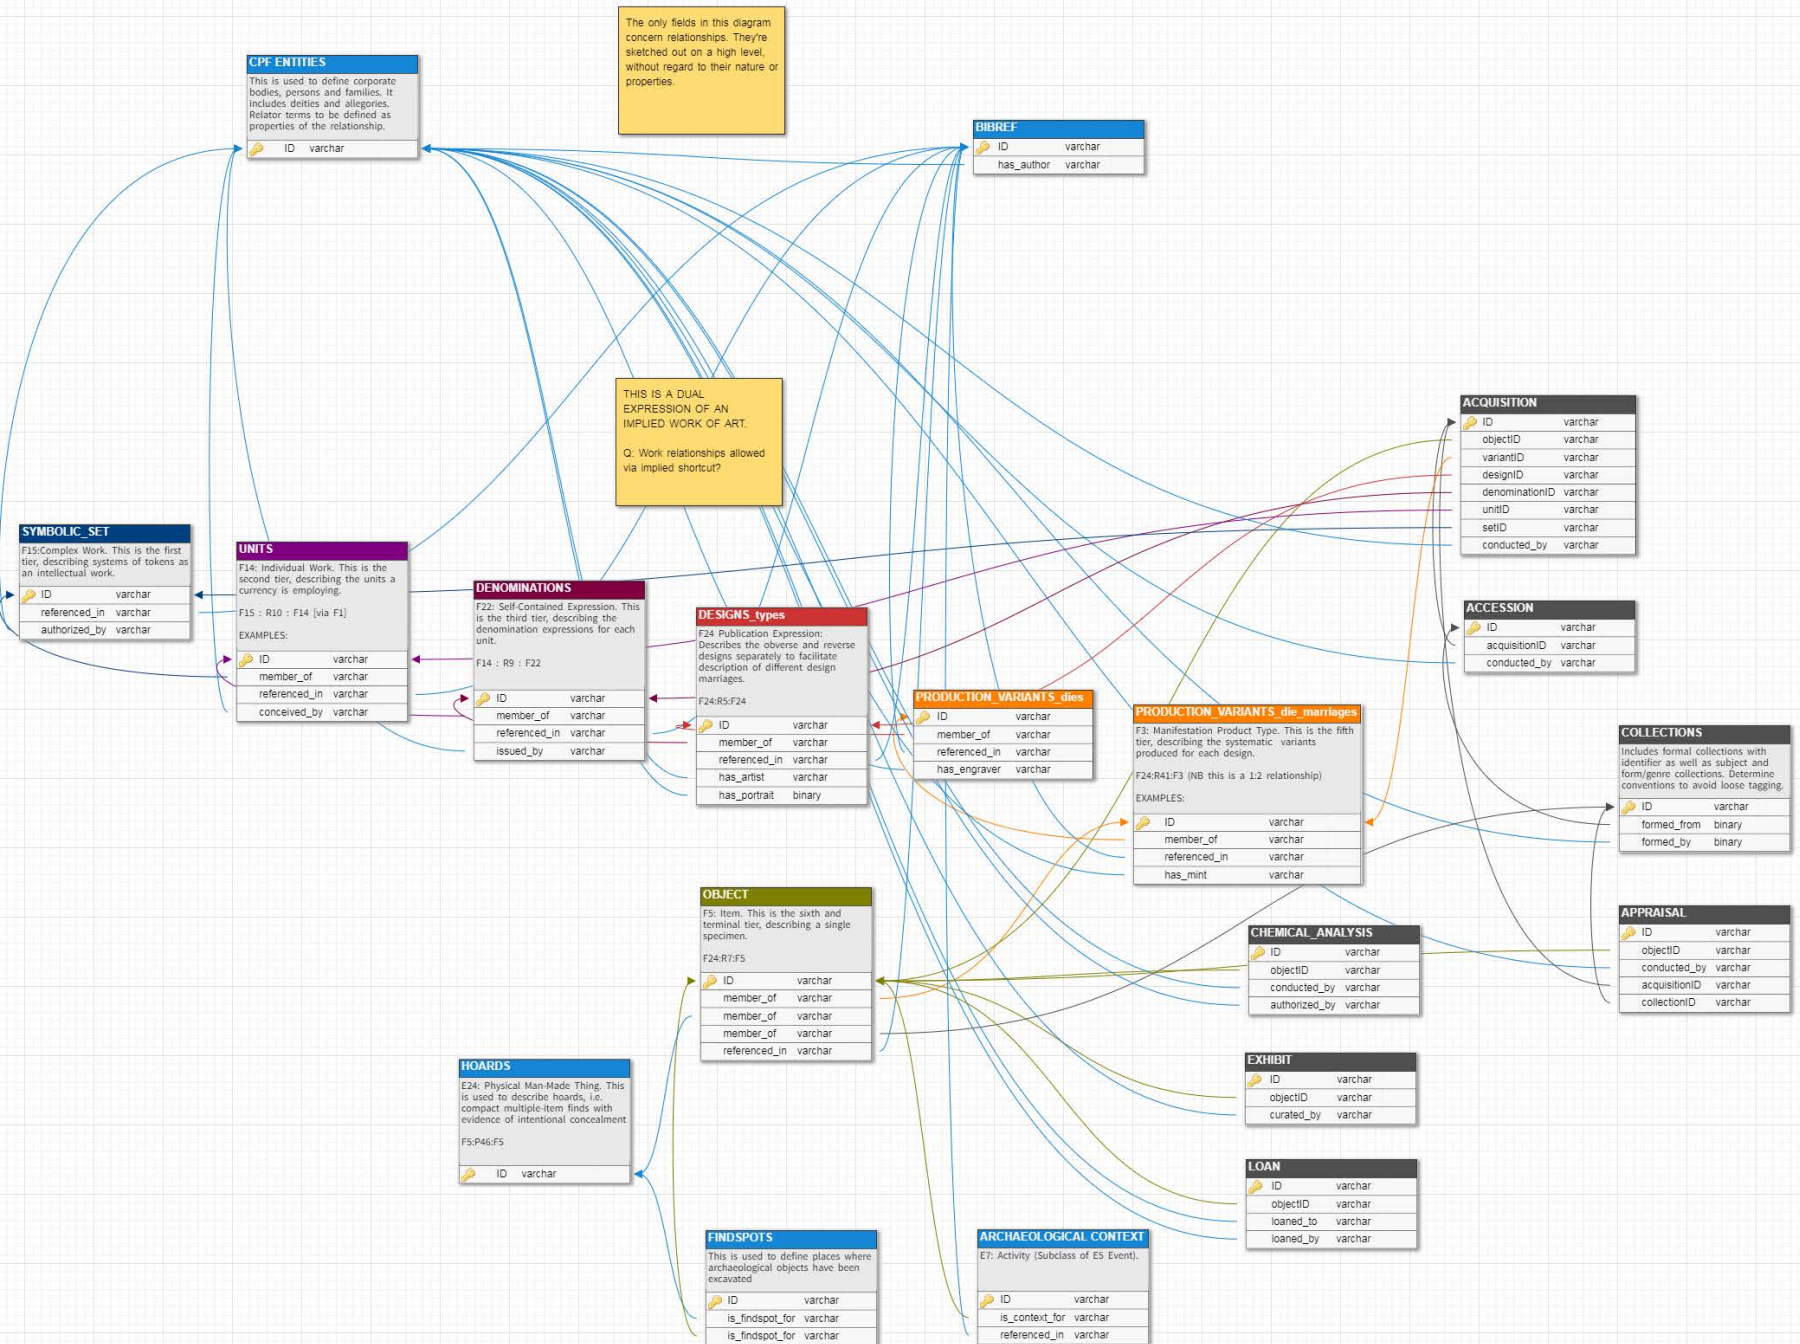 The only fields in this diagram
concern relationships. They're
sketched out on a high level,
without regard to their nature or
properties.
CPF ENTITIES
This is used to define corporate
bodies, persons and families. It
includes deities and allegories.
Relator terms to be defined as
properties of the relationship.
ID varchar
BIBREF
ID varchar
has_author varchar
THIS IS A DUAL
EXPRESSION OF AN
IMPLIED WORK OF ART.
Q: Work relationships allowed
via implied shortcut?
ACQUISITION
ID varchar
objectID varchar
variantID varchar
designID varchar
denominationID varchar
unitID varchar
setID varchar
conducted_by varchar
SYMBOLIC_SET
F15:Complex Work. This is the first
tier, describing systems of tokens as
an intellectual work.
ID varchar
referenced_in varchar
authorized_by varchar
UNITS
F14: Individual Work. This is the
second tier, describing the units a
currency is employing.
F15 : R10 : F14 [via F1]
EXAMPLES:
ID varchar
member_of varchar
referenced_in varchar
conceived_by varchar
DENOMINATIONS
F22: Self-Contained Expression. This
is the third tier, describing the
denomination expressions for each
unit.
F14 : R9 : F22
ID varchar
member_of varchar
referenced_in varchar
issued_by varchar
DESIGNS_types
F24 Publication Expression:
Describes the obverse and reverse
designs separately to facilitate
description of different design
marriages.
F24:R5:F24
ID varchar
member_of varchar
referenced_in varchar
has_artist varchar
has_portrait binary
ACCESSION
ID varchar
acquisitionID varchar
conducted_by varchar
PRODUCTION_VARIANTS_dies
ID varchar
member_of varchar
referenced_in varchar
has_engraver varchar
PRODUCTION_VARIANTS_die_marriages
F3: Manifestation Product Type. This is the fifth
tier, describing the systematic variants
produced for each design.
F24:R41:F3 (NB this is a 1:2 relationship)
EXAMPLES:
ID varchar
member_of varchar
referenced_in varchar
has_mint varchar
COLLECTIONS
Includes formal collections with
identifier as well as subject and
form/genre collections. Determine
conventions to avoid loose tagging.
ID varchar
formed_from binary
formed_by binary
OBJECT
F5: Item. This is the sixth and
terminal tier, describing a single
specimen.
F24:R7:F5
ID varchar
member_of varchar
member_of varchar
member_of varchar
referenced_in varchar
CHEMICAL_ANALYSIS
ID varchar
objectID varchar
conducted_by varchar
authorized_by varchar
APPRAISAL
ID varchar
objectID varchar
conducted_by varchar
acquisitionID varchar
collectionID varchar
HOARDS
E24: Physical Man-Made Thing. This
is used to describe hoards, i.e.
compact multiple-item finds with
evidence of intentional concealment
F5:P46:F5
ID varchar
EXHIBIT
ID varchar
objectID varchar
curated_by varchar
LOAN
ID varchar
objectID varchar
loaned_to varchar
loaned_by varchar
FINDSPOTS
This is used to define places where
archaeological objects have been
excavated
ID varchar
is_findspot_for varchar
is_findspot_for varchar
ARCHAEOLOGICAL CONTEXT
E7: Activity (Subclass of E5 Event).
ID varchar
is_context_for varchar
referenced_in varchar